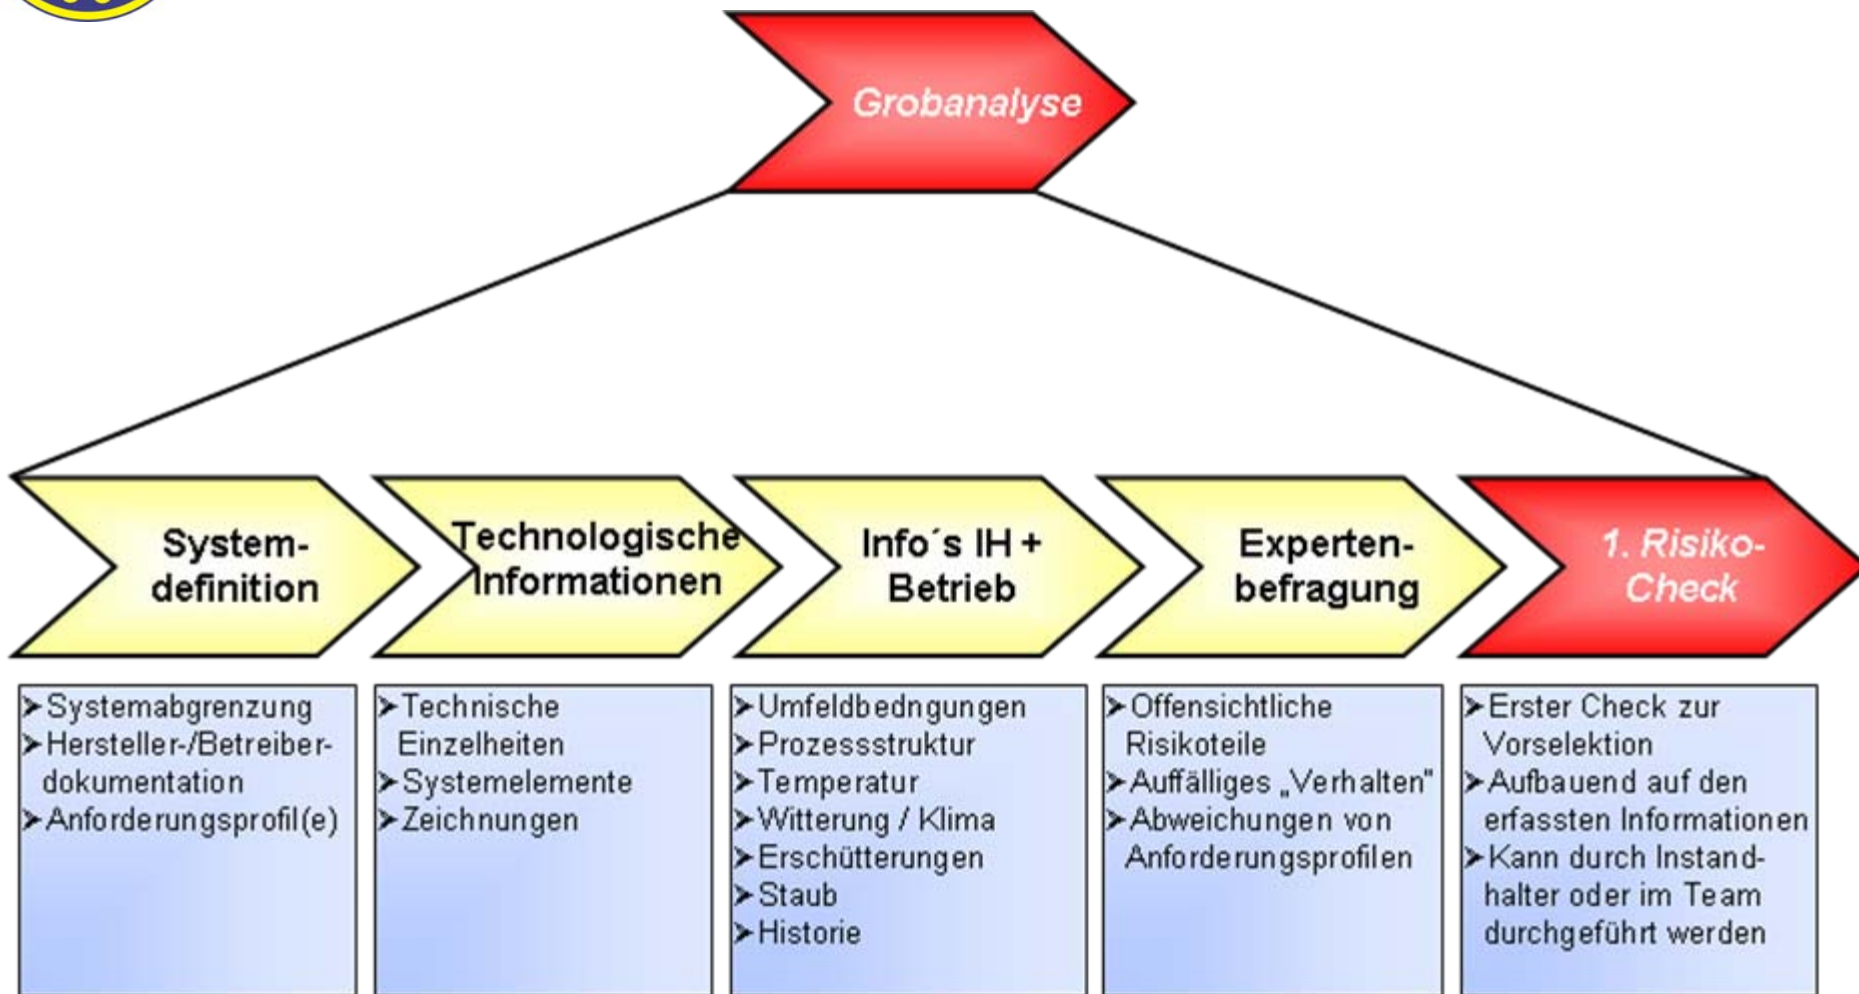 Grobanalyse
System-
definition
Technologische
Informationen
Info´s IH +
Betrieb
Experten-
befragung
1. Risiko-
Check
➢Systemabgrenzung
➢Hersteller-/Betreiber-
dokumentation
➢Anforderungsprofil(e)
➢Technische
Einzelheiten
➢Systemelemente
➢Zeichnungen
➢Umfeldbedngungen
➢Prozessstruktur
➢Temperatur
➢Witterung / Klima
➢Erschütterungen
➢Staub
➢Historie
➢Offensichtliche
Risikoteile
➢Auffälliges „Verhalten"
➢Abweichungen von
Anforderungsprofilen
➢Erster Check zur
Vorselektion
➢Aufbauend auf den
erfassten Informationen
➢Kann durch Instand-
halter oder im Team
durchgeführt werden